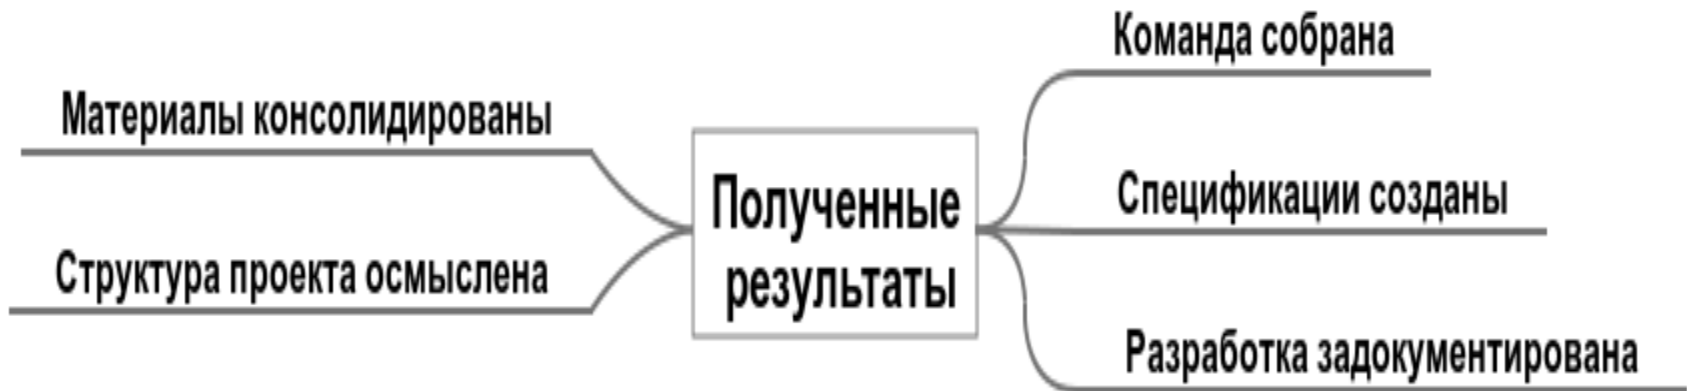 Материалы консолидированы
Структура проекта осмыслена
Полученные
результаты
Команда собрана
Спецификации созданы
Разработка задокументирована